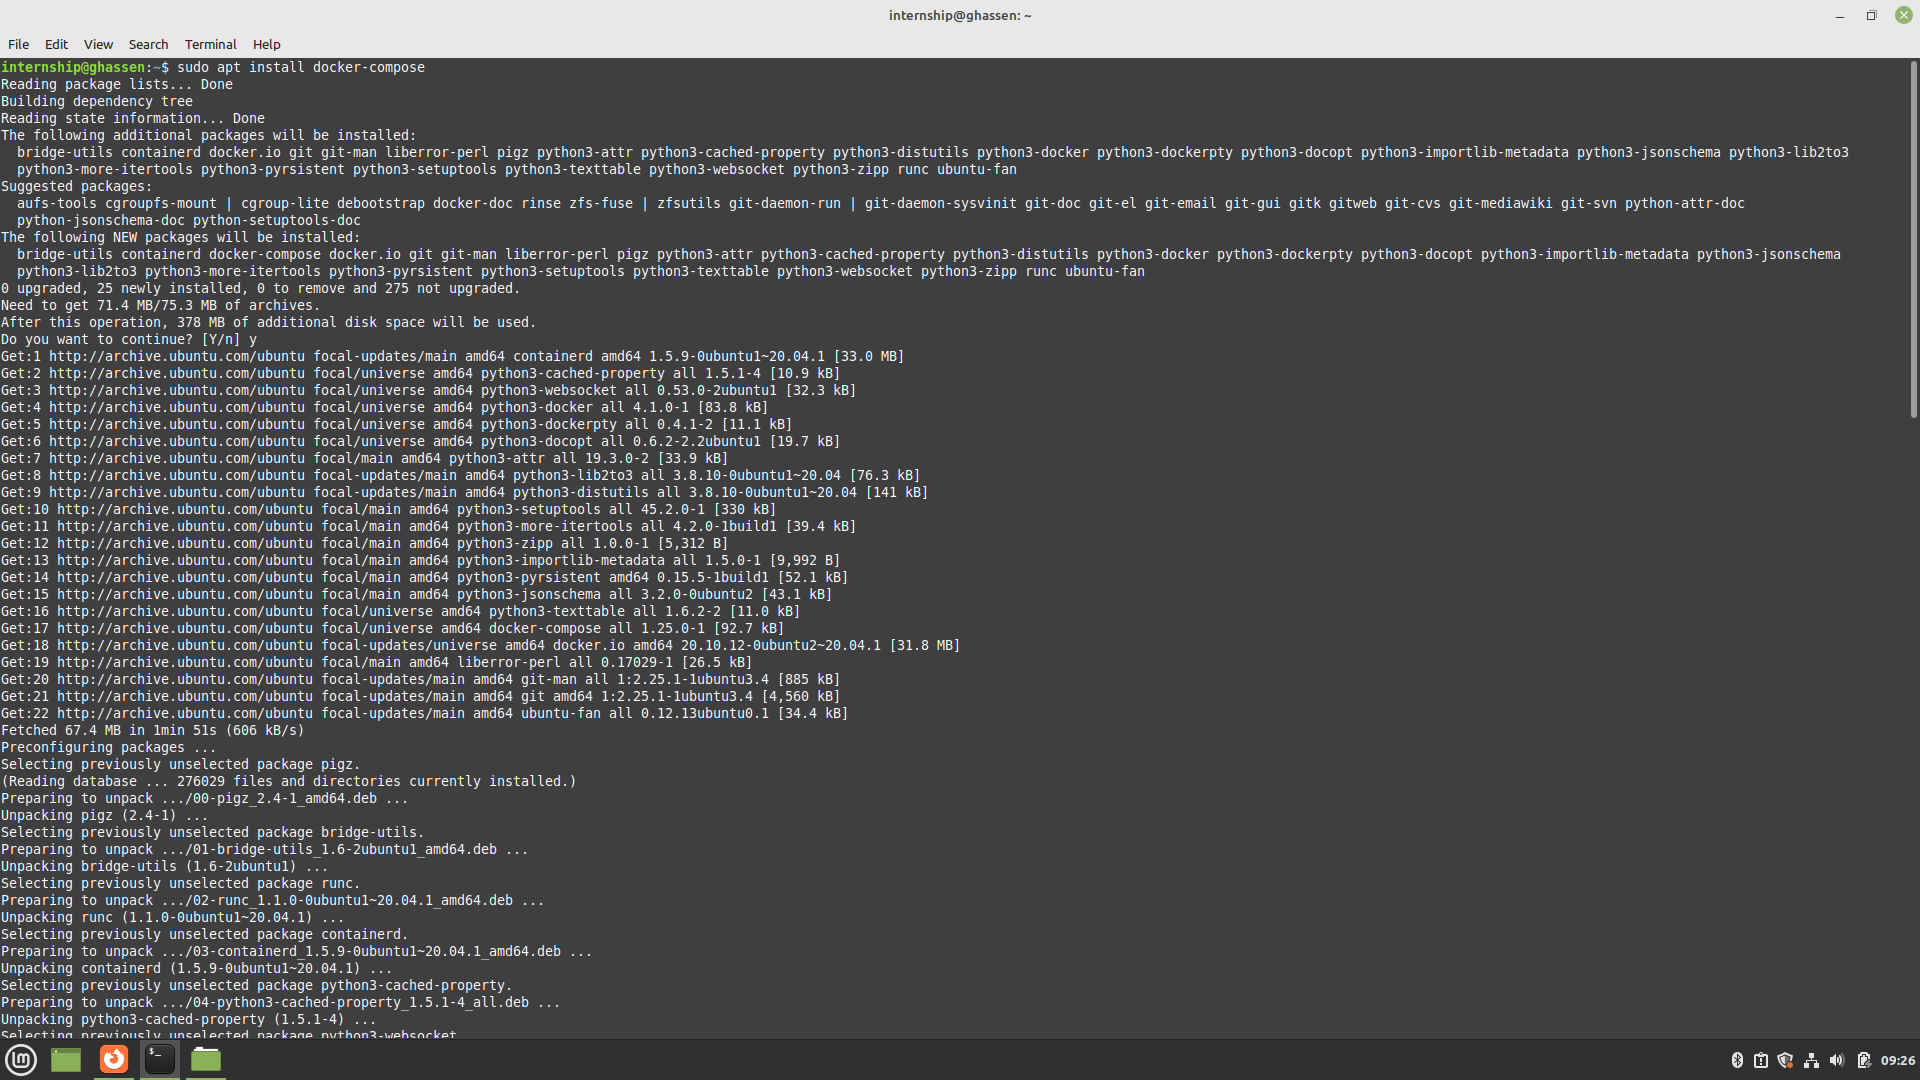 internship@ghassen: ~
File Edit View Search Terminal Help
internship@ghassen:~$ sudo apt install docker-compose
Reading package lists... Done
Building dependency tree
Reading state information... Done
The following additional packages will be installed:
  bridge-utils containerd docker.io git git-man liberror-perl pigz python3-attr python3-cached-property python3-distutils python3-docker python3-dockerpty python3-docopt python3-importlib-metadata python3-jsonschema python3-lib2to3
  python3-more-itertools python3-pyrsistent python3-setuptools python3-texttable python3-websocket python3-zipp runc ubuntu-fan
Suggested packages:
  aufs-tools cgroupfs-mount | cgroup-lite debootstrap docker-doc rinse zfs-fuse | zfsutils git-daemon-run | git-daemon-sysvinit git-doc git-el git-email git-gui gitk gitweb git-cvs git-mediawiki git-svn python-attr-doc
  python-jsonschema-doc python-setuptools-doc
The following NEW packages will be installed:
  bridge-utils containerd docker-compose docker.io git git-man liberror-perl pigz python3-attr python3-cached-property python3-distutils python3-docker python3-dockerpty python3-docopt python3-importlib-metadata python3-jsonschema
  python3-lib2to3 python3-more-itertools python3-pyrsistent python3-setuptools python3-texttable python3-websocket python3-zipp runc ubuntu-fan
0 upgraded, 25 newly installed, 0 to remove and 275 not upgraded.
Need to get 71.4 MB/75.3 MB of archives.
After this operation, 378 MB of additional disk space will be used.
Do you want to continue? [Y/n] y
Get:1 http://archive.ubuntu.com/ubuntu focal-updates/main amd64 containerd amd64 1.5.9-0ubuntu1~20.04.1 [33.0 MB]
Get:2 http://archive.ubuntu.com/ubuntu focal/universe amd64 python3-cached-property all 1.5.1-4 [10.9 kB]
Get:3 http://archive.ubuntu.com/ubuntu focal/universe amd64 python3-websocket all 0.53.0-2ubuntu1 [32.3 kB]
Get:4 http://archive.ubuntu.com/ubuntu focal/universe amd64 python3-docker all 4.1.0-1 [83.8 kB]
Get:5 http://archive.ubuntu.com/ubuntu focal/universe amd64 python3-dockerpty all 0.4.1-2 [11.1 kB]
Get:6 http://archive.ubuntu.com/ubuntu focal/universe amd64 python3-docopt all 0.6.2-2.2ubuntu1 [19.7 kB]
Get:7 http://archive.ubuntu.com/ubuntu focal/main amd64 python3-attr all 19.3.0-2 [33.9 kB]
Get:8 http://archive.ubuntu.com/ubuntu focal-updates/main amd64 python3-lib2to3 all 3.8.10-0ubuntu1~20.04 [76.3 kB]
Get:9 http://archive.ubuntu.com/ubuntu focal-updates/main amd64 python3-distutils all 3.8.10-0ubuntu1~20.04 [141 kB]
Get:10 http://archive.ubuntu.com/ubuntu focal/main amd64 python3-setuptools all 45.2.0-1 [330 kB]
Get:11 http://archive.ubuntu.com/ubuntu focal/main amd64 python3-more-itertools all 4.2.0-1build1 [39.4 kB]
Get:12 http://archive.ubuntu.com/ubuntu focal/main amd64 python3-zipp all 1.0.0-1 [5,312 B]
Get:13 http://archive.ubuntu.com/ubuntu focal/main amd64 python3-importlib-metadata all 1.5.0-1 [9,992 B]
Get:14 http://archive.ubuntu.com/ubuntu focal/main amd64 python3-pyrsistent amd64 0.15.5-1build1 [52.1 kB]
Get:15 http://archive.ubuntu.com/ubuntu focal/main amd64 python3-jsonschema all 3.2.0-0ubuntu2 [43.1 kB]
Get:16 http://archive.ubuntu.com/ubuntu focal/universe amd64 python3-texttable all 1.6.2-2 [11.0 kB]
Get:17 http://archive.ubuntu.com/ubuntu focal/universe amd64 docker-compose all 1.25.0-1 [92.7 kB]
Get:18 http://archive.ubuntu.com/ubuntu focal-updates/universe amd64 docker.io amd64 20.10.12-0ubuntu2~20.04.1 [31.8 MB]
Get:19 http://archive.ubuntu.com/ubuntu focal/main amd64 liberror-perl all 0.17029-1 [26.5 kB]
Get:20 http://archive.ubuntu.com/ubuntu focal-updates/main amd64 git-man all 1:2.25.1-1ubuntu3.4 [885 kB]
Get:21 http://archive.ubuntu.com/ubuntu focal-updates/main amd64 git amd64 1:2.25.1-1ubuntu3.4 [4,560 kB]
Get:22 http://archive.ubuntu.com/ubuntu focal-updates/main amd64 ubuntu-fan all 0.12.13ubuntu0.1 [34.4 kB]
Fetched 67.4 MB in 1min 51s (606 kB/s)
Preconfiguring packages ...
Selecting previously unselected package pigz.
(Reading database ... 276029 files and directories currently installed.)
Preparing to unpack .../00-pigz_2.4-1_amd64.deb ...
Unpacking pigz (2.4-1) ...
Selecting previously unselected package bridge-utils.
Preparing to unpack .../01-bridge-utils_1.6-2ubuntu1_amd64.deb ...
Unpacking bridge-utils (1.6-2ubuntu1) ...
Selecting previously unselected package runc.
Preparing to unpack .../02-runc_1.1.0-0ubuntu1~20.04.1_amd64.deb ...
Unpacking runc (1.1.0-0ubuntu1~20.04.1) ...
Selecting previously unselected package containerd.
Preparing to unpack .../03-containerd_1.5.9-0ubuntu1~20.04.1_amd64.deb ...
Unpacking containerd (1.5.9-0ubuntu1~20.04.1) ...
Selecting previously unselected package python3-cached-property.
Preparing to unpack .../04-python3-cached-property_1.5.1-4_all.deb ...
Unpacking python3-cached-property (1.5.1-4) ...
Selecting previously unselected package python3-websocket.
09:26